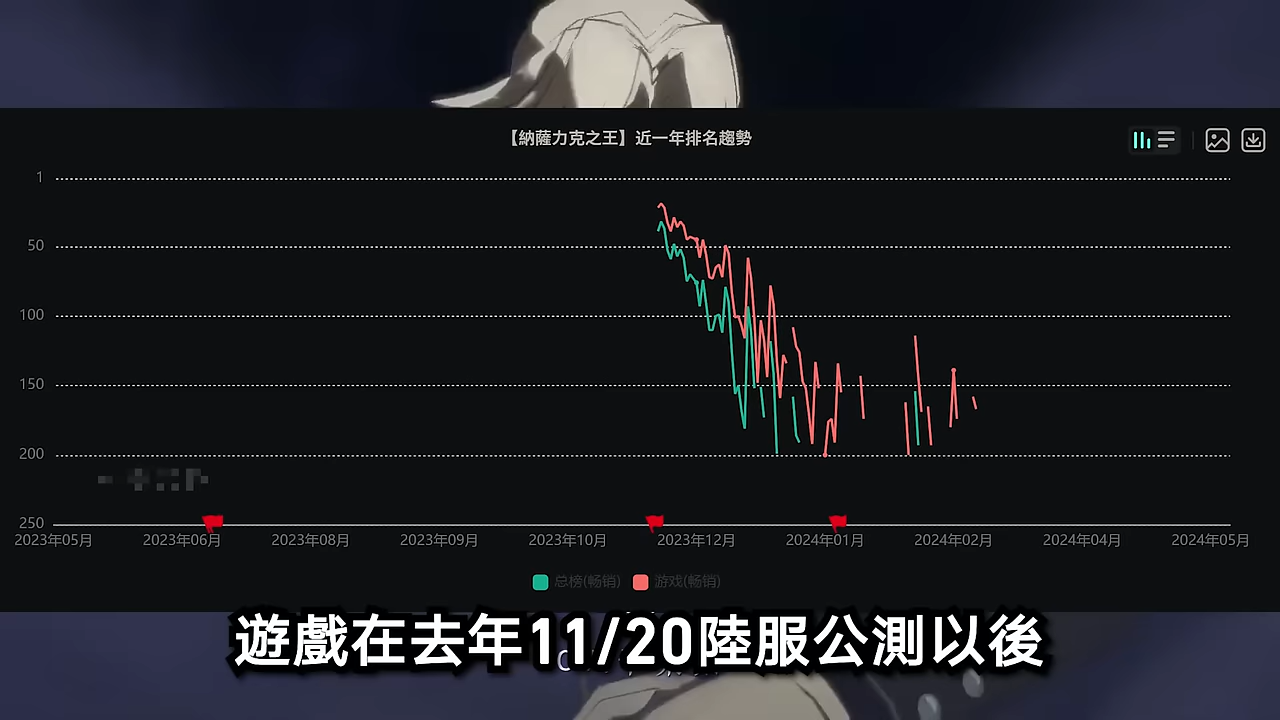 【納薩力克之王】近一年排名趨勢
1
50
100
150
200
250
2023年05月 2023年06月 2023年08月 2023年09月 2023年10月 2023年12月 2024年01月 2024年02月 2024年04月 2024年05月
总榜(畅销) 游戏(畅销)
遊戲在去年11/20陸服公測以後